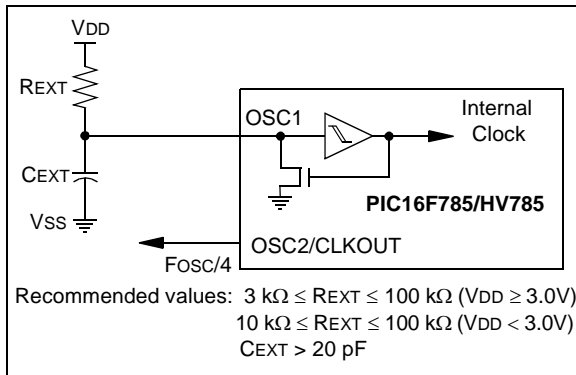 VDD
REXT
OSC1
Internal
Clock
CEXT
PIC16F785/HV785
VSS
OSC2/CLKOUT
FOSC/4
Recommended values: 3 kΩ ≤ REXT ≤ 100 kΩ (VDD ≥ 3.0V)
10 kΩ ≤ REXT ≤ 100 kΩ (VDD < 3.0V)
CEXT > 20 pF